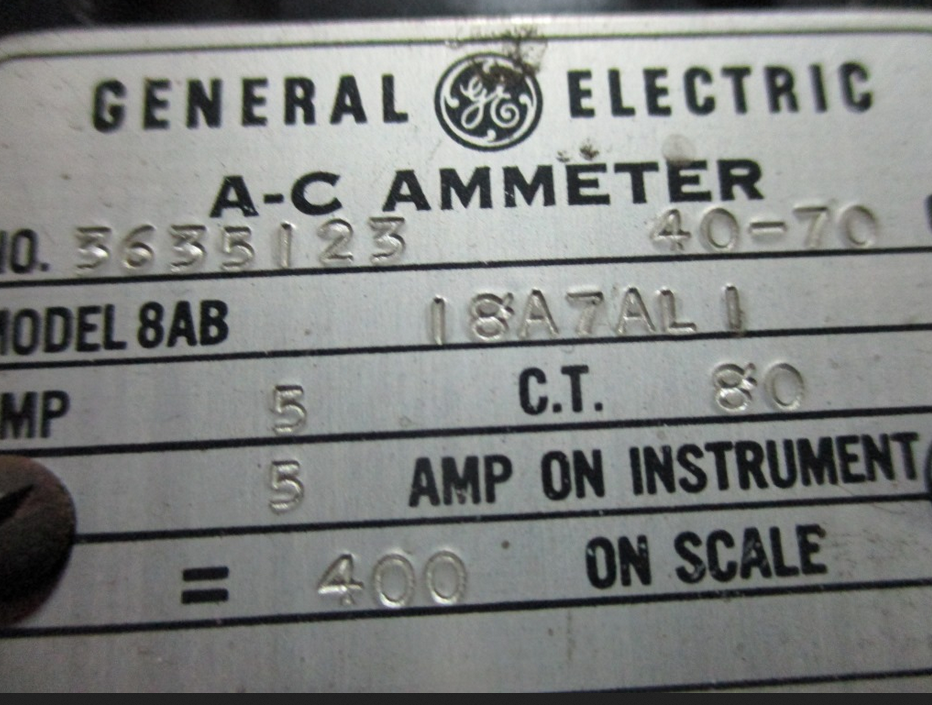 GENERAL GE ELECTRIC
A-C AMMETER
NO. 3635123 40-70
MODEL 8AB 18A7AL1
AMP 5 C.T. 80
5 AMP ON INSTRUMENT
= 400 ON SCALE